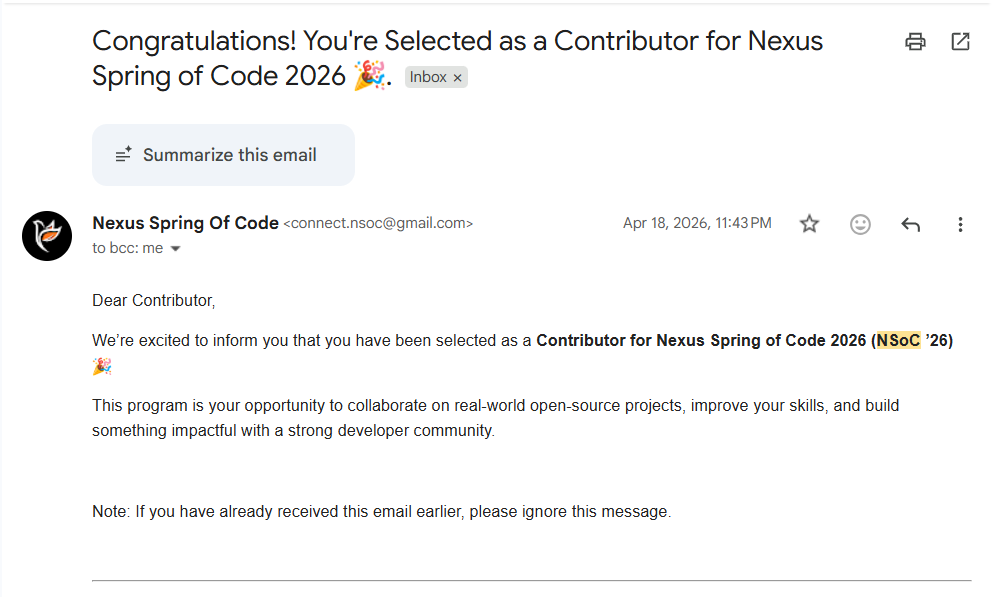 Congratulations! You're Selected as a Contributor for Nexus
Spring of Code 2026 🎉. Inbox ×
Summarize this email
Nexus Spring Of Code <connect.nsoc@gmail.com> Apr 18, 2026, 11:43 PM
to bcc: me
Dear Contributor,
We’re excited to inform you that you have been selected as a Contributor for Nexus Spring of Code 2026 (NSoC ’26)
🎉
This program is your opportunity to collaborate on real-world open-source projects, improve your skills, and build
something impactful with a strong developer community.
Note: If you have already received this email earlier, please ignore this message.